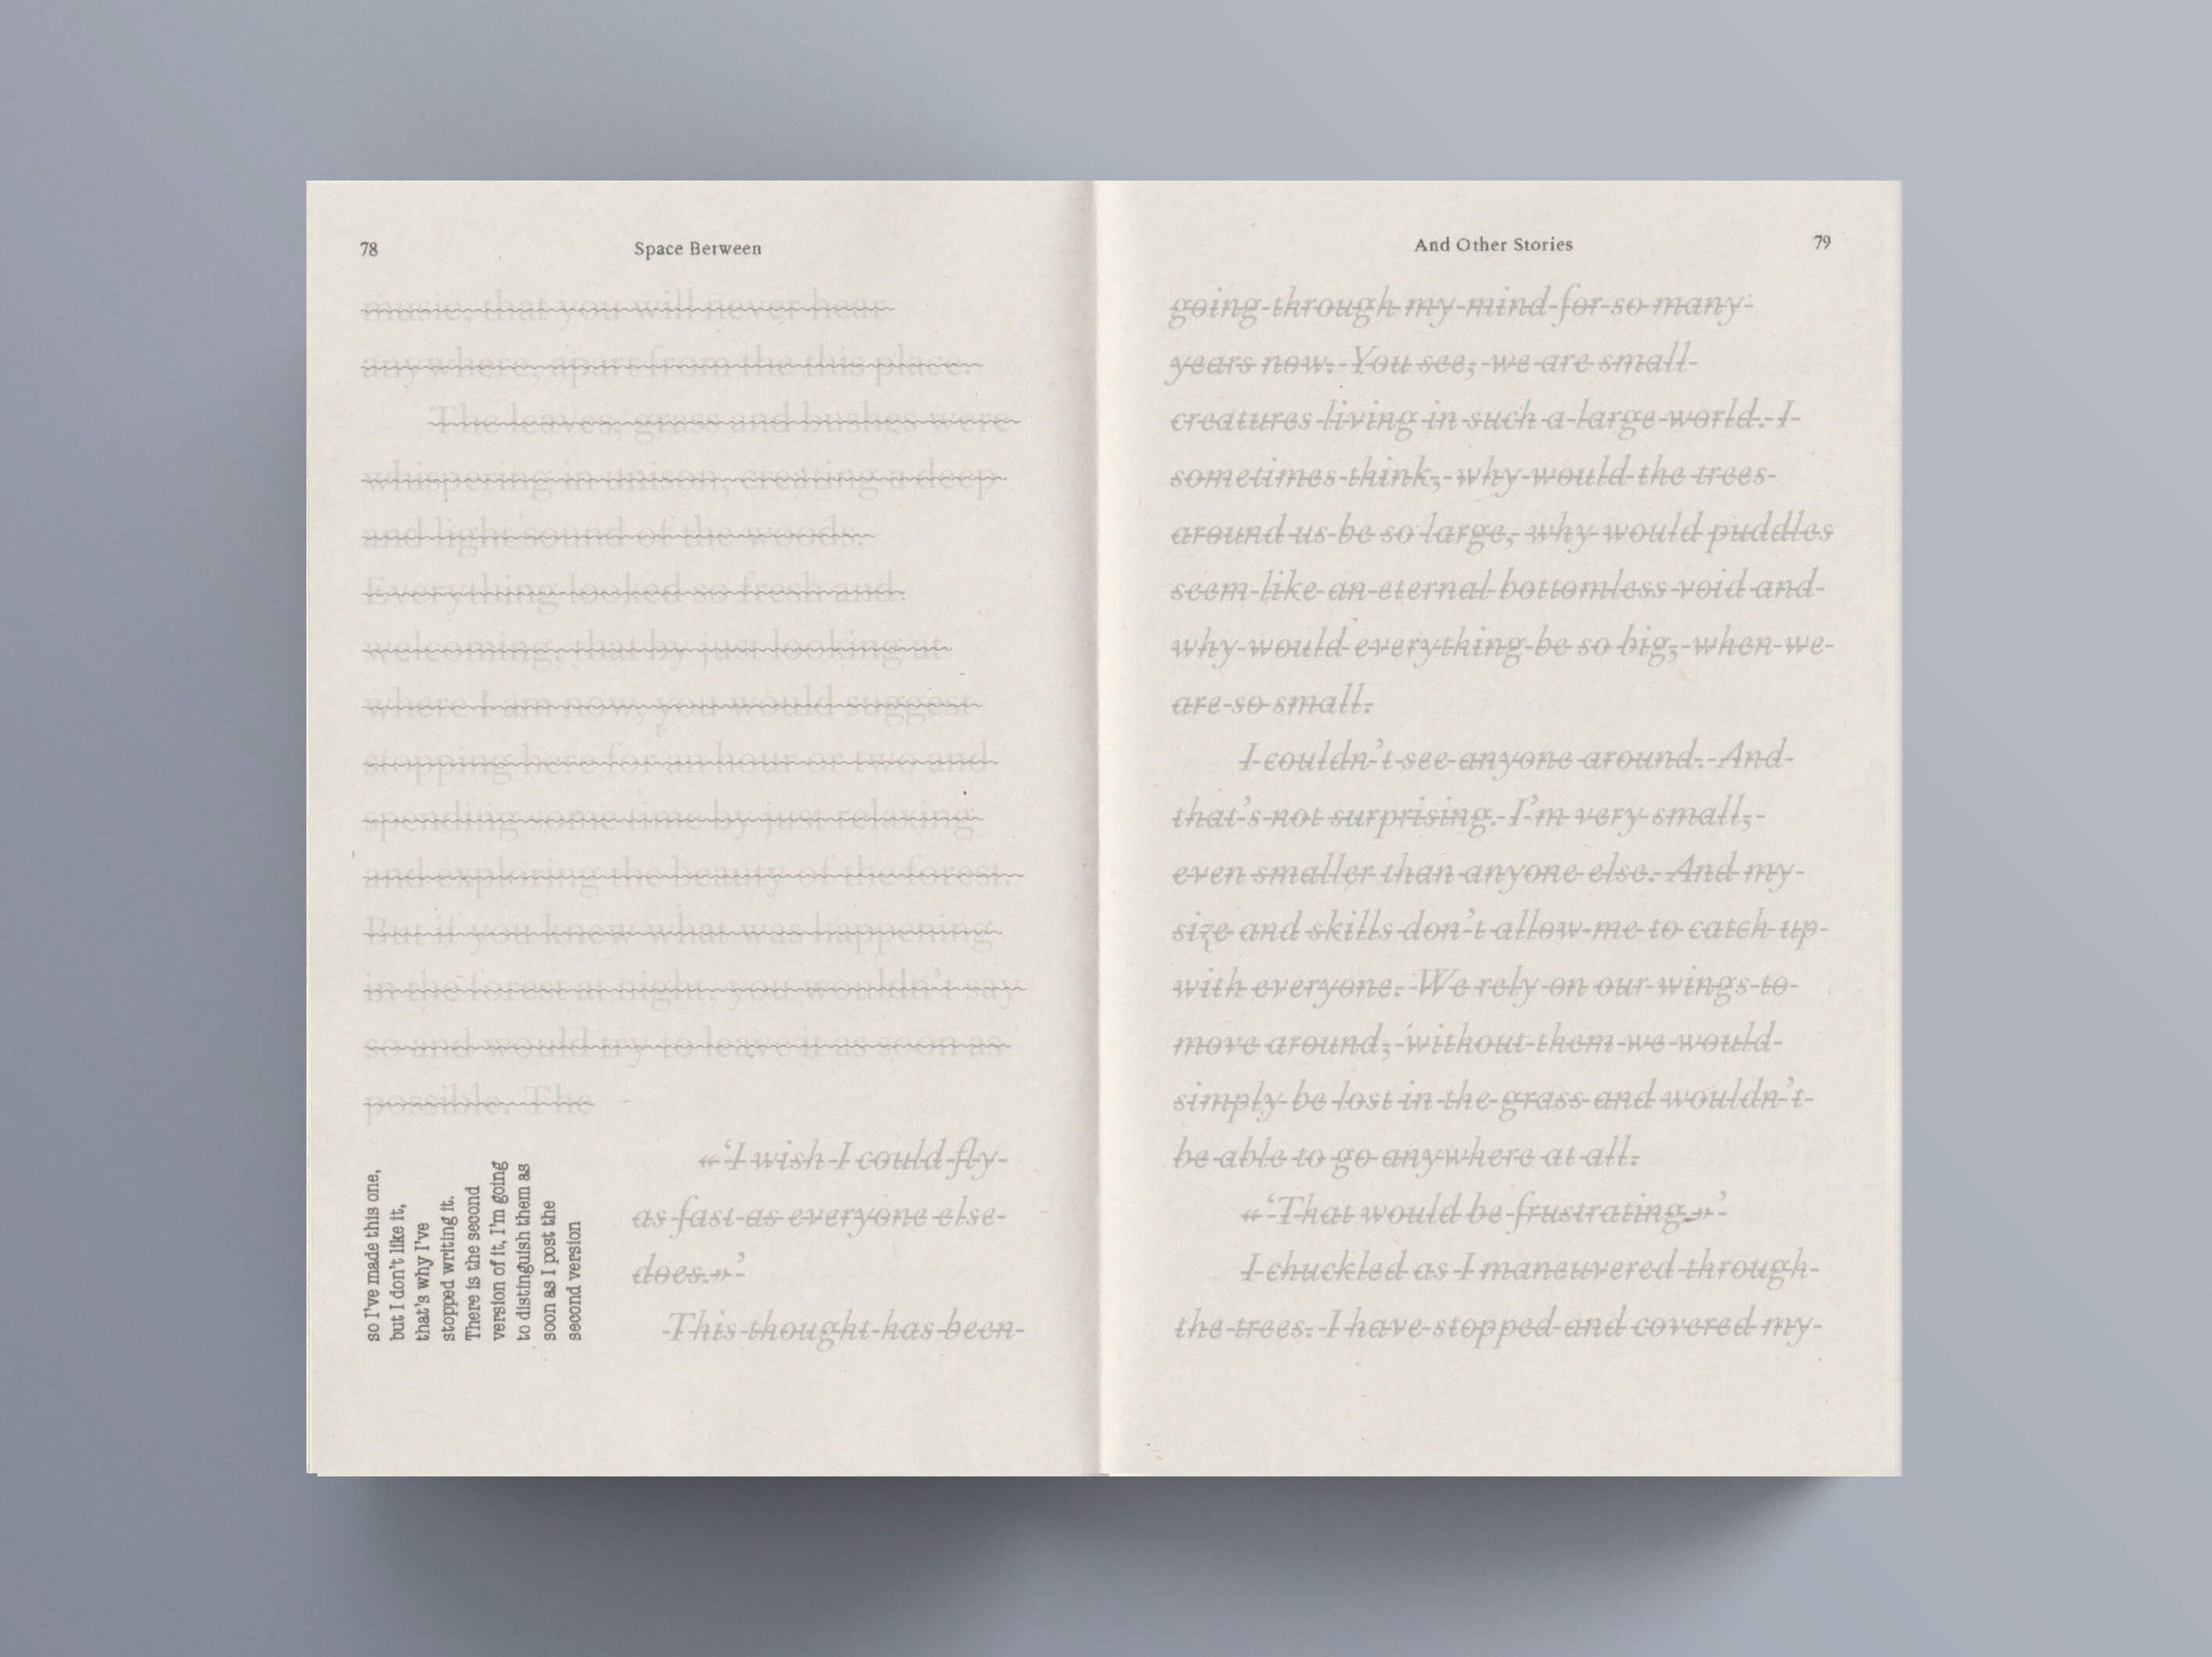 78
Space Between
music, that you will never hear
anywhere, apart from the this place.
The leaves, grass and bushes were
whispering in unison, creating a deep
and light sound of the woods.
Everything looked so fresh and
welcoming, that by just looking at
where I am now, you would suggest
stopping here for an hour or two and
spending some time by just relaxing
and exploring the beauty of the forest.
But if you knew what was happening
in the forest at night, you wouldn't say
so and would try to leave it as soon as
possible. The
so I've made this one,
but I don't like it,
that's why I've
stopped writing it.
There is the second
version of it, I'm going
to distinguish them as
soon as I post the
second version
«‘I wish I could fly
as fast as everyone else
does.»’
This thought has been
And Other Stories
79
going through my mind for so many
years now. You see, we are small
creatures living in such a large world. I
sometimes think, why would the trees
around us be so large, why would puddles
seem like an eternal bottomless void and
why would everything be so big, when we
are so small.
I couldn’t see anyone around. And
that’s not surprising. I’m very small,
even smaller than anyone else. And my
size and skills don’t allow me to catch up
with everyone. We rely on our wings to
move around, without them we would
simply be lost in the grass and wouldn’t
be able to go anywhere at all.
«‘That would be frustrating.»’
I chuckled as I maneuvered through
the trees. I have stopped and covered my